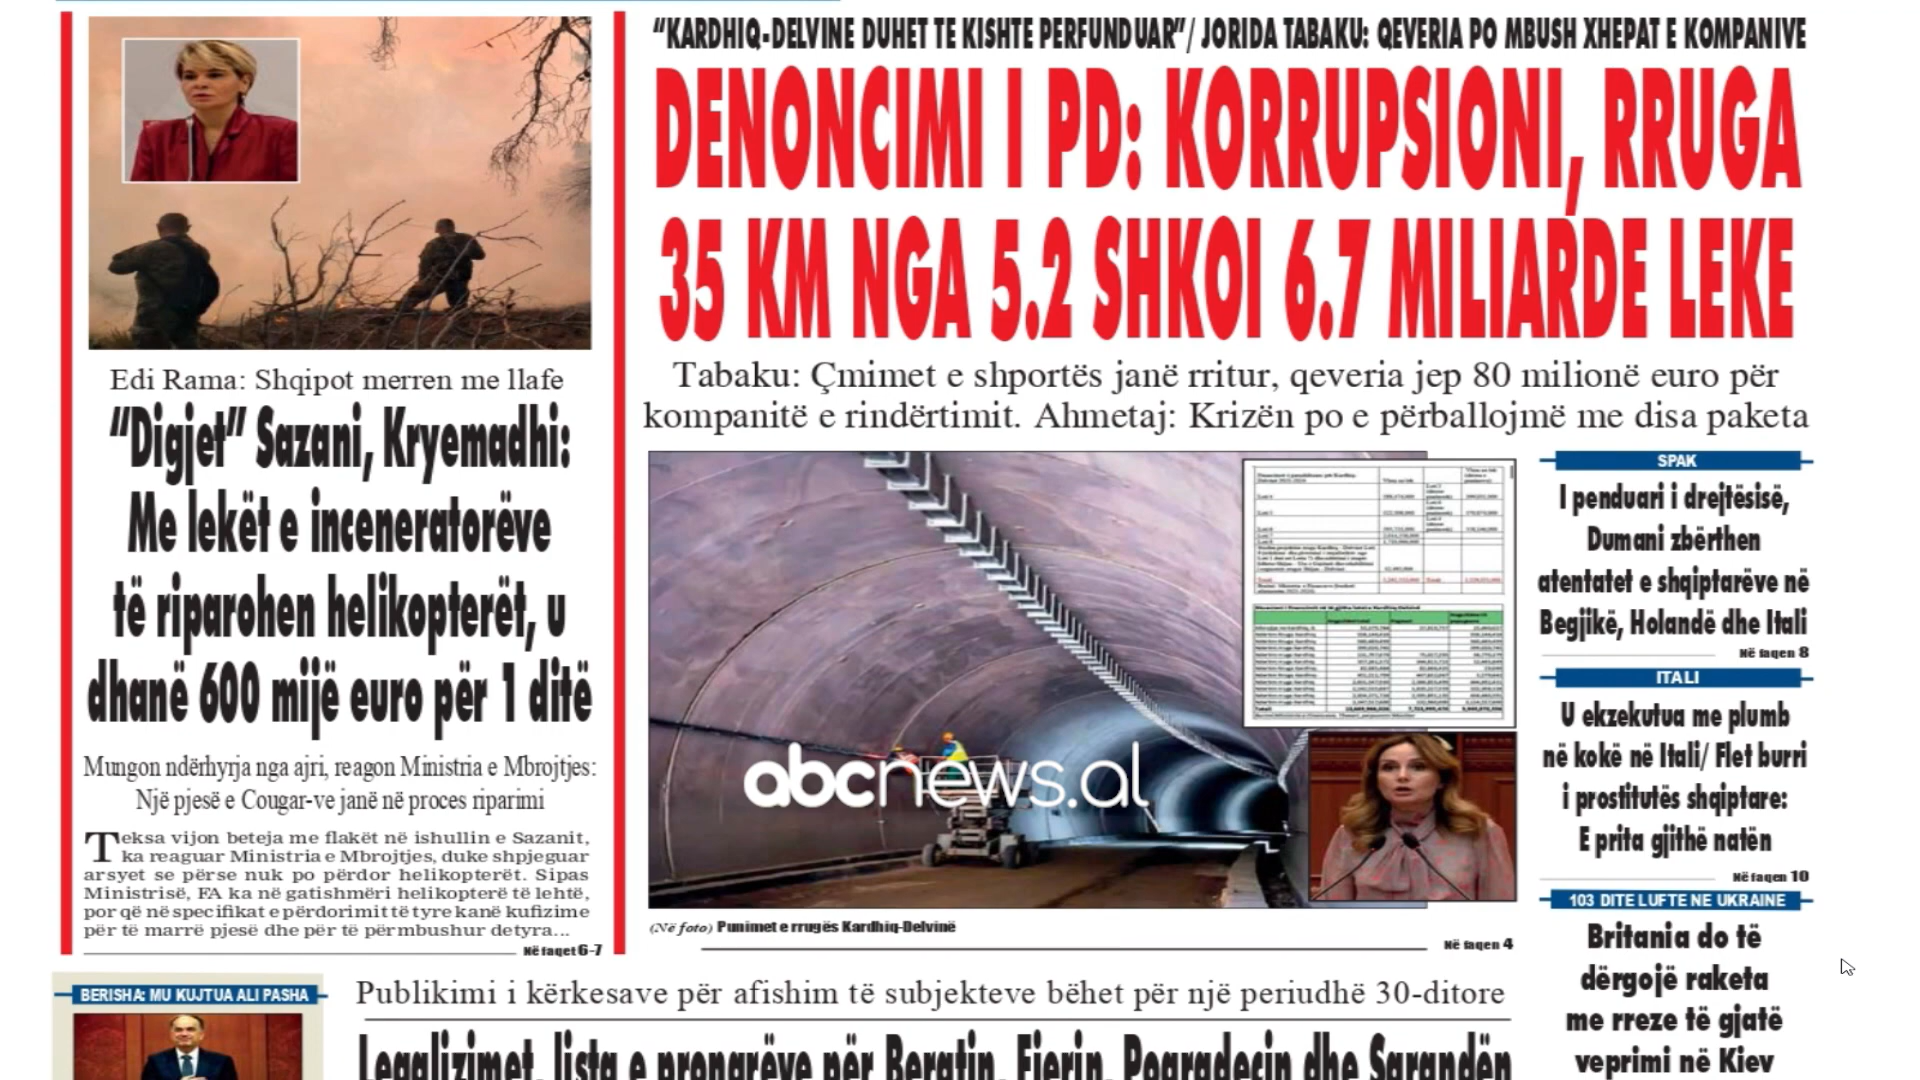 Edi Rama: Shqipot merren me llafe
“Digjet” Sazani, Kryemadhi:
Me lekët e inceneratorëve
të riparohen helikopterët, u
dhanë 600 mijë euro për 1 ditë
Mungon ndërhyrja nga ajri, reagon Ministria e Mbrojtjes:
Një pjesë e Cougar-ve janë në proces riparimi
Teksa vijon beteja me flakët në ishullin e Sazanit,
ka reaguar Ministria e Mbrojtjes, duke shpjeguar
arsyet se përse nuk po përdor helikopterët. Sipas
Ministrisë, FA ka në gatishmëri helikopterë të lehtë,
por që në specifikat e përdorimit të tyre kanë kufizime
për të marrë pjesë dhe për të përmbushur detyra...
Në faqet 6-7
“KARDHIQ-DELVINE DUHET TE KISHTE PERFUNDUAR”/ JORIDA TABAKU: QEVERIA PO MBUSH XHEPAT E KOMPANIVE
DENONCIMI I PD: KORRUPSIONI, RRUGA
35 KM NGA 5.2 SHKOI 6.7 MILIARDE LEKE
Tabaku: Çmimet e shportës janë rritur, qeveria jep 80 milionë euro për
kompanitë e rindërtimit. Ahmetaj: Krizën po e përballojmë me disa paketa
abcnews.al
(Në foto) Punimet e rrugës Kardhiq-Delvinë
Në faqen 4
SPAK
I penduari i drejtësisë,
Dumani zbërthen
atentatet e shqiptarëve në
Begjikë, Holandë dhe Itali
Në faqen 8
ITALI
U ekzekutua me plumb
në kokë në Itali/ Flet burri
i prostitutës shqiptare:
E prita gjithë natën
Në faqen 10
103 DITE LUFTE NE UKRAINE
Britania do të
dërgojë raketa
me rreze të gjatë
veprimi në Kiev
BERISHA: MU KUJTUA ALI PASHA
Publikimi i kërkesave për afishim të subjekteve bëhet për një periudhë 30-ditore
Legalizimet, lista e pronarëve për Beratin, Fierin, Pogradecin dhe Sarandën